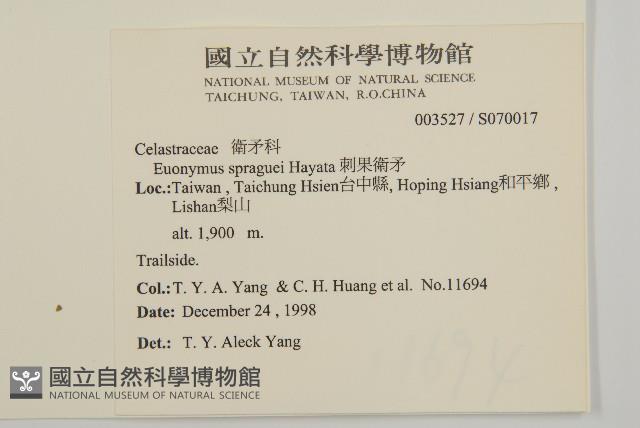 國立自然科學博物館
NATIONAL MUSEUM OF NATURAL SCIENCE
TAICHUNG, TAIWAN, R.O.CHINA
003527 / S070017
Celastraceae 衛矛科
Euonymus spraguei Hayata 刺果衛矛
Loc.:Taiwan , Taichung Hsien台中縣, Hoping Hsiang和平鄉 ,
Lishan梨山
alt. 1,900 m.
Trailside.
Col.: T. Y. A. Yang & C. H. Huang et al. No.11694
Date: December 24 , 1998
Det.: T. Y. Aleck Yang
11694
國立自然科學博物館
NATIONAL MUSEUM OF NATURAL SCIENCE